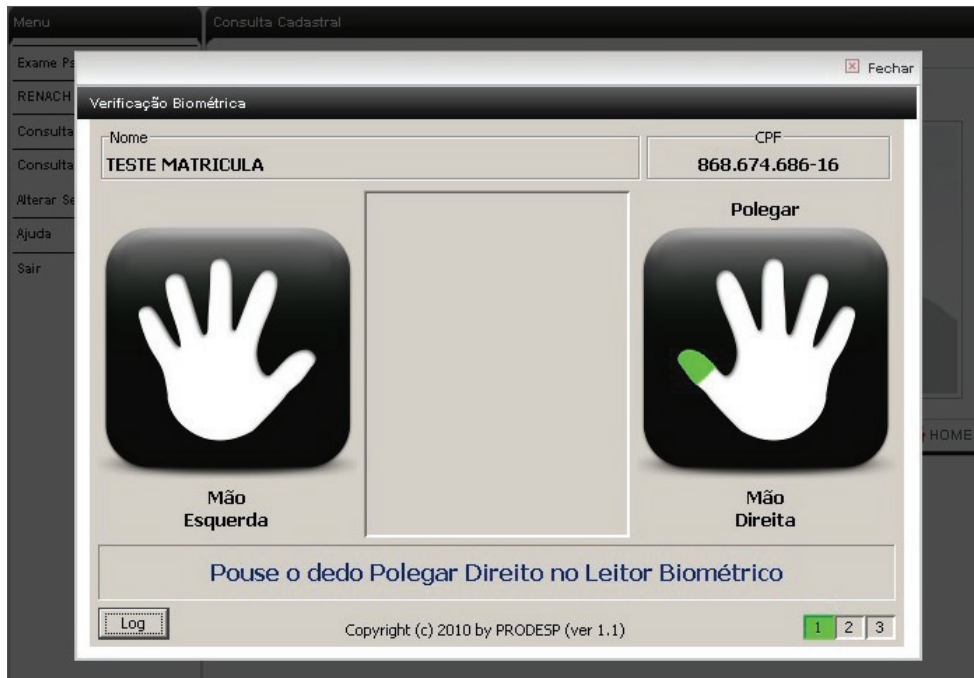 Menu
Consulta Cadastral
Exame Ps
Fechar
RENACH
Verificação Biométrica
Consulta
Nome
CPF
TESTE MATRICULA
868.674.686-16
Consulta
Alterar Se
Polegar
Ajuda
Sair
HOME
Mão
Esquerda
Mão
Direita
Pouse o dedo Polegar Direito no Leitor Biométrico
Log
Copyright (c) 2010 by PRODESP (ver 1.1)
1 2 3